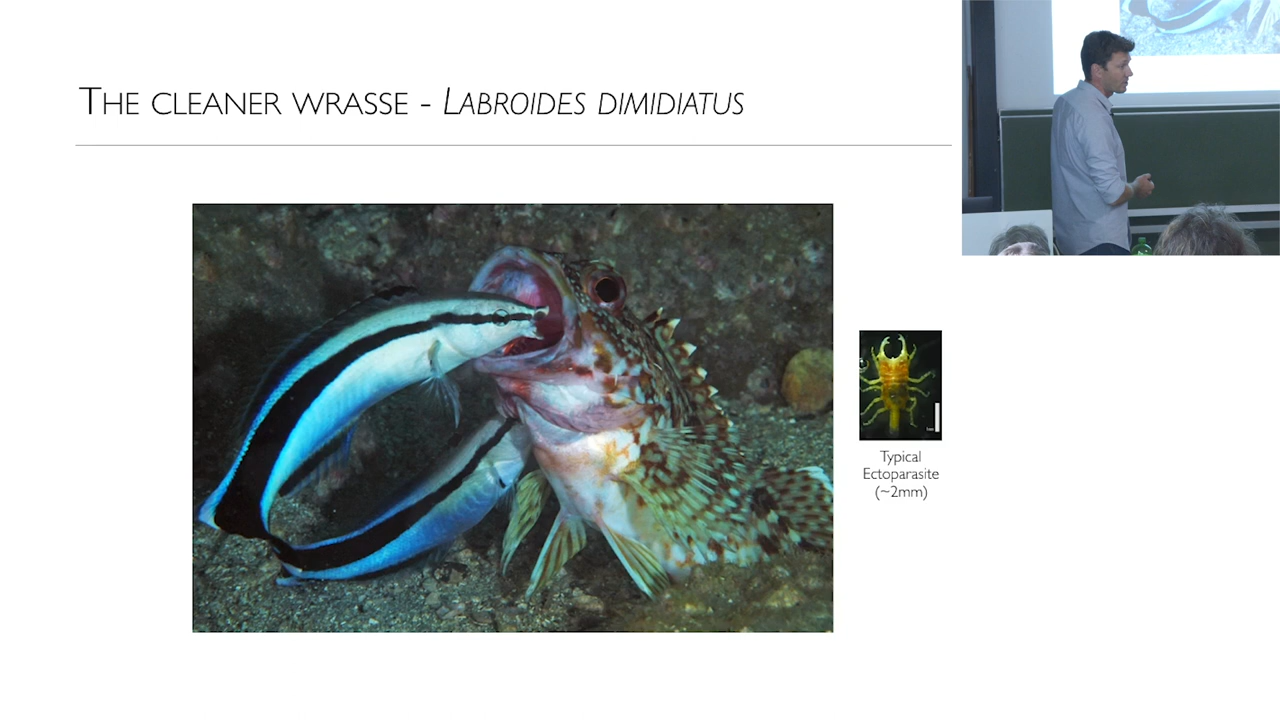 THE CLEANER WRASSE - LABROIDES DIMIDIATUS
Typical
Ectoparasite
(~2mm)